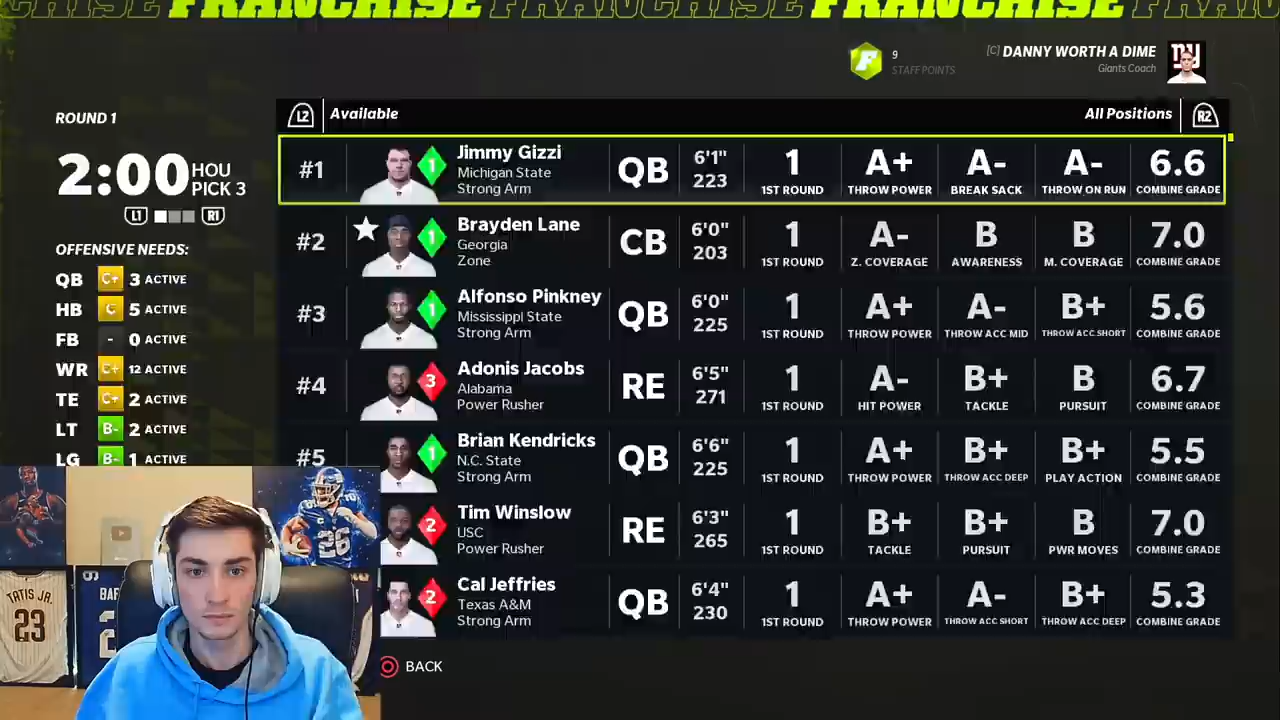 CHISE FRANCHISE FRANCHISE FRANCHISE FRAN
9
STAFF POINTS
[C] DANNY WORTH A DIME
Giants Coach
ROUND 1
2:00 HOU
PICK 3
L1 R1
OFFENSIVE NEEDS:
QB C+ 3 ACTIVE
HB C 5 ACTIVE
FB - 0 ACTIVE
WR C+ 12 ACTIVE
TE C+ 2 ACTIVE
LT B- 2 ACTIVE
LG B- 1 ACTIVE
L2 Available All Positions R2
#1 1 Jimmy Gizzi QB 6'1" 1 A+ A- A- 6.6
Michigan State 223 1ST ROUND THROW POWER BREAK SACK THROW ON RUN COMBINE GRADE
Strong Arm
#2 1 Brayden Lane CB 6'0" 1 A- B B 7.0
Georgia 203 1ST ROUND Z. COVERAGE AWARENESS M. COVERAGE COMBINE GRADE
Zone
#3 1 Alfonso Pinkney QB 6'0" 1 A+ A- B+ 5.6
Mississippi State 225 1ST ROUND THROW POWER THROW ACC MID THROW ACC SHORT COMBINE GRADE
Strong Arm
#4 3 Adonis Jacobs RE 6'5" 1 A- B+ B 6.7
Alabama 271 1ST ROUND HIT POWER TACKLE PURSUIT COMBINE GRADE
Power Rusher
#5 1 Brian Kendricks QB 6'6" 1 A+ B+ B+ 5.5
N.C. State 225 1ST ROUND THROW POWER THROW ACC DEEP PLAY ACTION COMBINE GRADE
Strong Arm
2 Tim Winslow RE 6'3" 1 B+ B+ B 7.0
USC 265 1ST ROUND TACKLE PURSUIT PWR MOVES COMBINE GRADE
Power Rusher
2 Cal Jeffries QB 6'4" 1 A+ A- B+ 5.3
Texas A&M 230 1ST ROUND THROW POWER THROW ACC SHORT THROW ACC DEEP COMBINE GRADE
Strong Arm
BACK
26
TATIS JR.
23
BAR